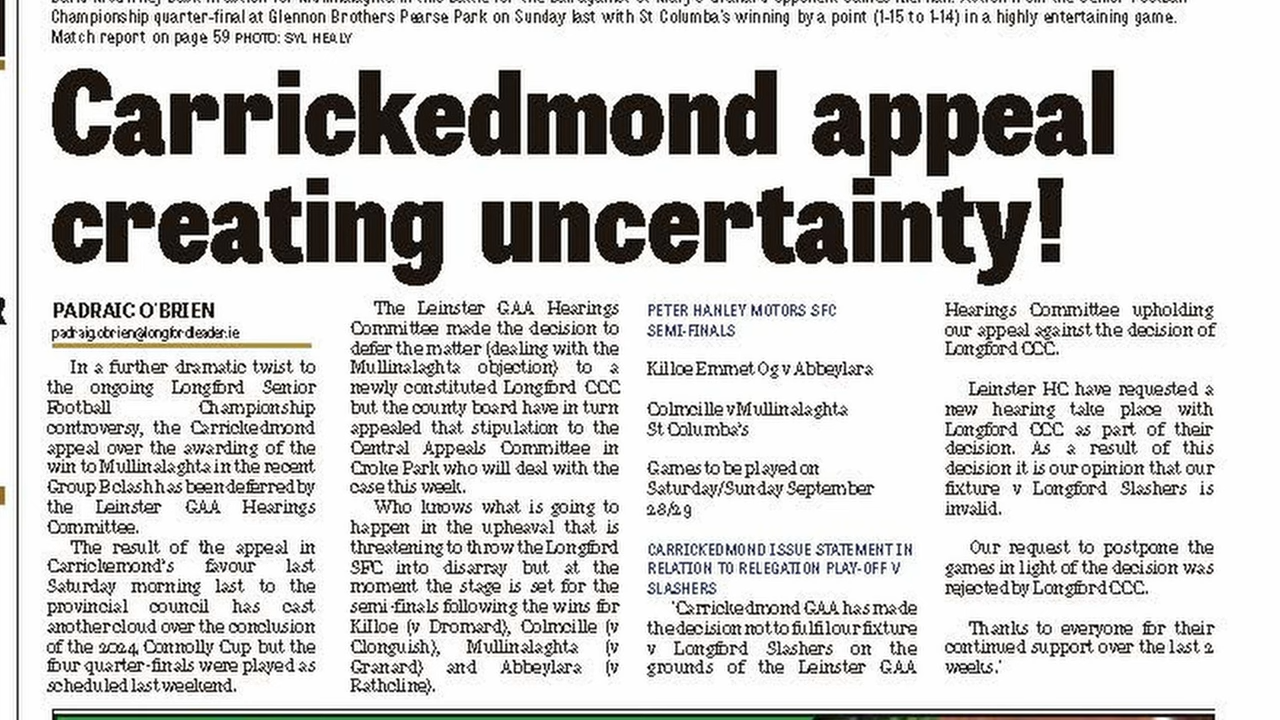 Championship quarter-final at Glennon Brothers Pearse Park on Sunday last with St Columba's winning by a point (1-15 to 1-14) in a highly entertaining game.
Match report on page 59 PHOTO: SYL HEALY
Carrickedmond appeal
creating uncertainty!
PADRAIC O'BRIEN
padraig.obrien@longfordleader.ie
In a further dramatic twist to
the ongoing Longford Senior
Football Championship
controversy, the Carrickedmond
appeal over the awarding of the
win to Mullinalaghta in the recent
Group B clash has been deferred by
the Leinster GAA Hearings
Committee.
The result of the appeal in
Carrickemond's favour last
Saturday morning last to the
provincial council has cast
another cloud over the conclusion
of the 2024 Connolly Cup but the
four quarter-finals were played as
scheduled last weekend.
The Leinster GAA Hearings
Committee made the decision to
defer the matter (dealing with the
Mullinalaghta objection) to a
newly constituted Longford CCC
but the county board have in turn
appealed that stipulation to the
Central Appeals Committee in
Croke Park who will deal with the
case this week.
Who knows what is going to
happen in the upheaval that is
threatening to throw the Longford
SFC into disarray but at the
moment the stage is set for the
semi-finals following the wins for
Killoe (v Dromard), Colmcille (v
Clonguish), Mullinalaghta (v
Granard) and Abbeylara (v
Rathcline).
PETER HANLEY MOTORS SFC
SEMI-FINALS
Killoe Emmet Og v Abbeylara
Colmcille v Mullinalaghta
St Columba's
Games to be played on
Saturday/Sunday September
28/29
CARRICKEDMOND ISSUE STATEMENT IN
RELATION TO RELEGATION PLAY-OFF V
SLASHERS
'Carrickedmond GAA has made
the decision not to fulfil our fixture
v Longford Slashers on the
grounds of the Leinster GAA
Hearings Committee upholding
our appeal against the decision of
Longford CCC.
Leinster HC have requested a
new hearing take place with
Longford CCC as part of their
decision. As a result of this
decision it is our opinion that our
fixture v Longford Slashers is
invalid.
Our request to postpone the
games in light of the decision was
rejected by Longford CCC.
Thanks to everyone for their
continued support over the last 2
weeks.'